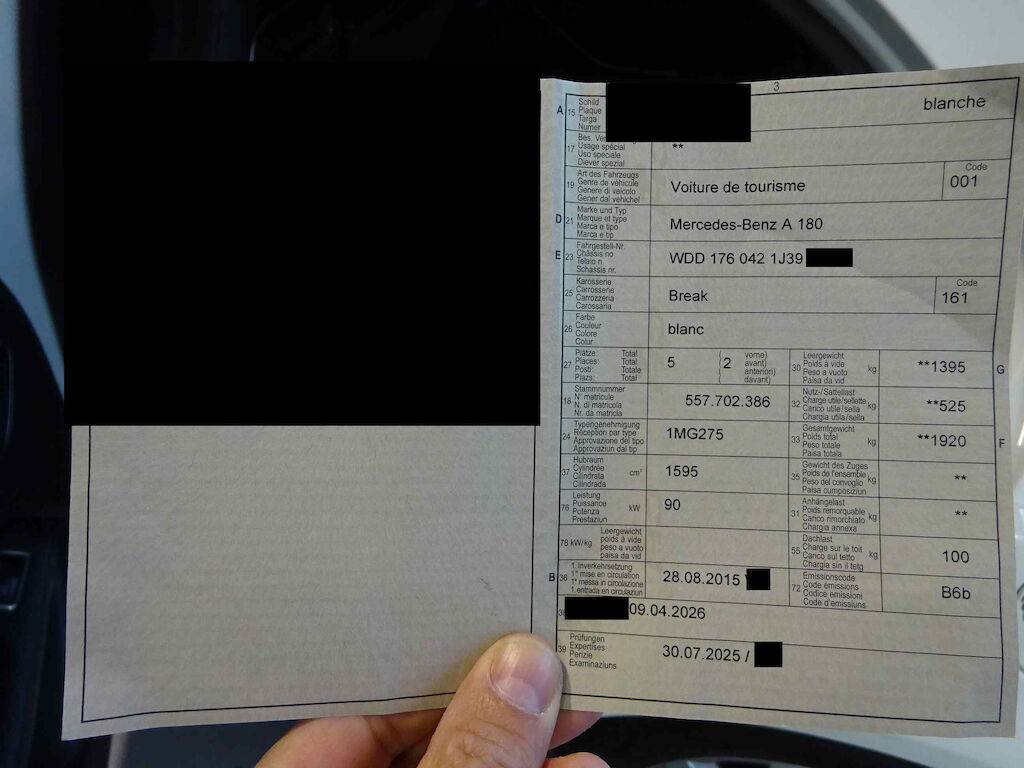 3
A 15 Schild
Plaque
Targa
Numer
blanche
17 Bes.
Usage spécial
Uso speciale
Diever spezial
**
19 Art des Fahrzeugs
Genre de véhicule
Genere di veicolo
Gener dal vehichel
Voiture de tourisme
Code
001
D 21 Marke und Typ
Marque et type
Marca e tipo
Marca e tip
Mercedes-Benz A 180
E 23 Fahrgestell-Nr.
Châssis no
Telaio n.
Schassis nr.
WDD 176 042 1J39
25 Karosserie
Carrosserie
Carrozzeria
Carossaria
Break
Code
161
26 Farbe
Couleur
Colore
Colur
blanc
27 Plätze: Total
Places: Total
Posti: Totale
Plazs: Total
5
2
vorne)
avant)
anteriori)
davant)
30 Leergewicht
Poids à vide
Peso a vuoto
Paisa da vid
kg
**1395
G
18 Stammnummer
N° matricule
N. di matricola
Nr. da matricla
557.702.386
32 Nutz-/Sattellast
Charge utile/sellette
Carico utile/sella
Chargia utila/sella
kg
**525
24 Typengenehmigung
Réception par type
Approvazione del tipo
Approvaziun dal tip
1MG275
33 Gesamtgewicht
Poids total
Peso totale
Paisa totala
kg
**1920
F
37 Hubraum
Cylindrée
Cilindrata
Cilindrada
cm³
1595
35 Gewicht des Zuges
Poids de l'ensemble
Peso del convoglio
Paisa cumposiziun
kg
**
76 Leistung
Puissance
Potenza
Prestaziun
kW
90
31 Anhängelast
Poids remorquable
Carico rimorchiato
Chargia annexa
kg
**
78 kW/kg
Leergewicht
poids à vide
peso a vuoto
paisa da vid
55 Dachlast
Charge sur le toit
Carico sul tetto
Chargia sin il tetg
kg
100
B 36 1. Inverkehrsetzung
1re mise en circulation
1a messa in circolazione
1. entrada en circulaziun
28.08.2015
72 Emissionscode
Code émissions
Codice emissioni
Code d'emissiuns
B6b
09.04.2026
39 Prüfungen
Expertises
Perizie
Examinaziuns
30.07.2025 /